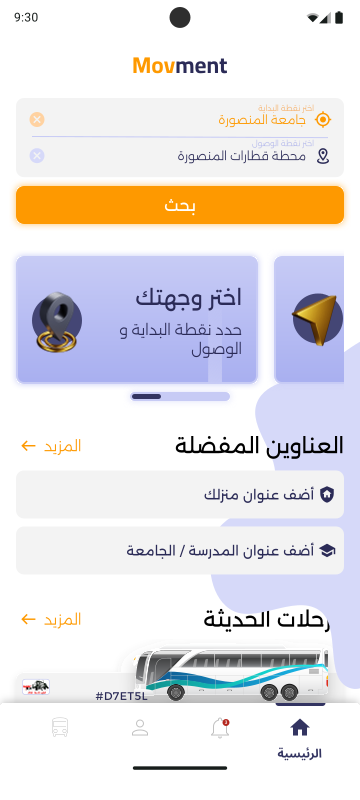 9:30
Movment
اختر نقطة البداية
جامعة المنصورة
اختر نقطة الوصول
محطة قطارات المنصورة
بحث
اختر وجهتك
حدد نقطة البداية و
الوصول
العناوين المفضلة
المزيد
أضف عنوان منزلك
أضف عنوان المدرسة / الجامعة
رحلات الحديثة
المزيد
#D7ET5L
الرئيسية